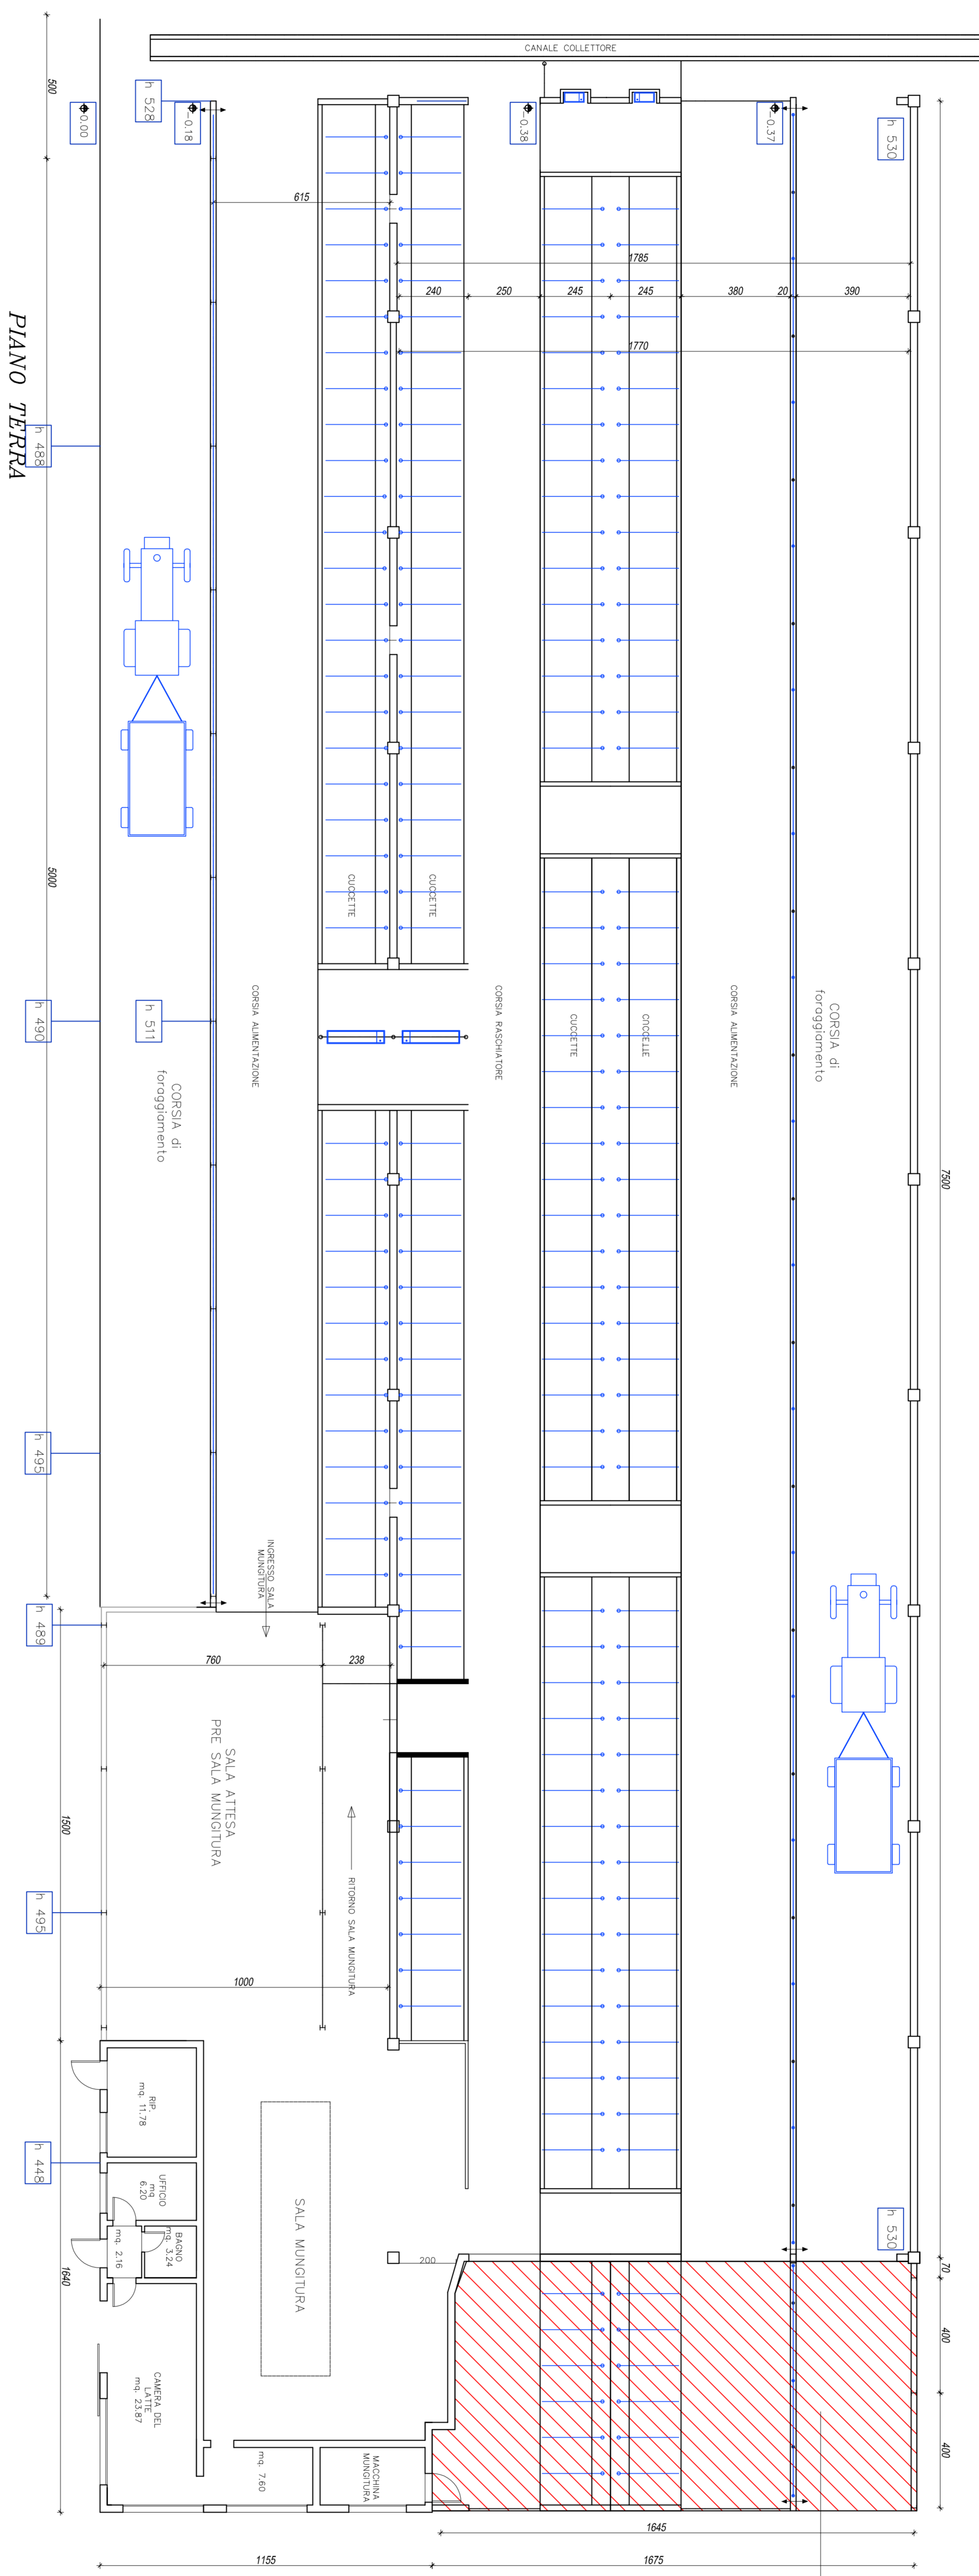 CANALE COLLETTORE
500
h 528
0.00
-0.18
-0.38
-0.37
h 530
615
1785
240
250
245
245
380
20
390
1770
PIANO TERRA
h 488
5000
CUCCETTE
CUCCETTE
h 490
h 511
CORSIA di
foraggiamento
CORSIA ALIMENTAZIONE
CORSIA RASCHIATORE
CUCCETTE
CUCCETTE
CORSIA ALIMENTAZIONE
CORSIA di
foraggiamento
7500
h 495
INGRESSO SALA
MUNGITURA
h 489
760
238
SALA ATTESA
PRE SALA MUNGITURA
1500
RITORNO SALA MUNGITURA
h 495
1000
RIP.
mq. 11.78
h 448
UFFICIO
mq
6.20
BAGNO
mq. 3.24
mq. 2.16
SALA MUNGITURA
200
h 530
70
400
400
1640
CAMERA DEL
LATTE
mq. 23.87
mq. 7.60
MACCHINA
MUNGITURA
1645
1155
1675